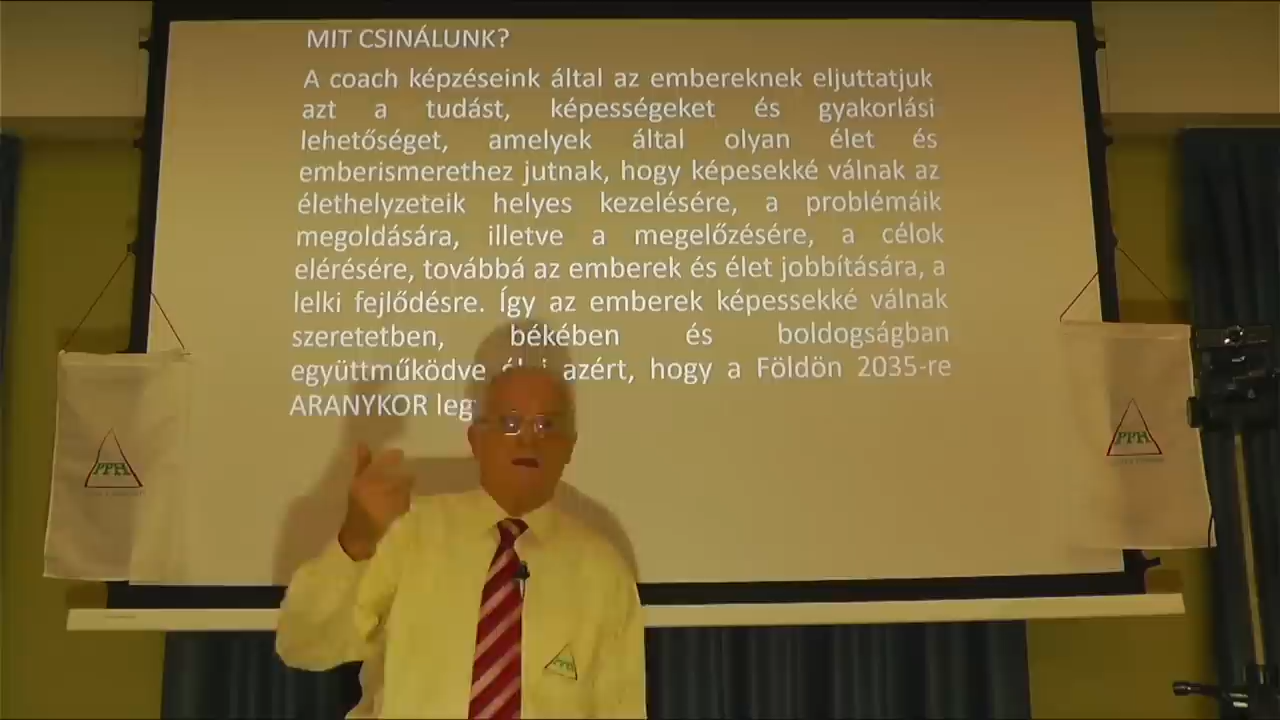 MIT CSINÁLUNK?
A coach képzéseink által az embereknek eljuttatjuk
azt a tudást, képességeket és gyakorlási
lehetőséget, amelyek által olyan élet és
emberismerethez jutnak, hogy képesekké válnak az
élethelyzeteik helyes kezelésére, a problémáik
megoldására, illetve a megelőzésére, a célok
elérésére, továbbá az emberek és élet jobbítására, a
lelki fejlődésre. Így az emberek képessekké válnak
szeretetben, békében és boldogságban
együttműködve azért, hogy a Földön 2035-re
ARANYKOR
PPH
PPH
PPH